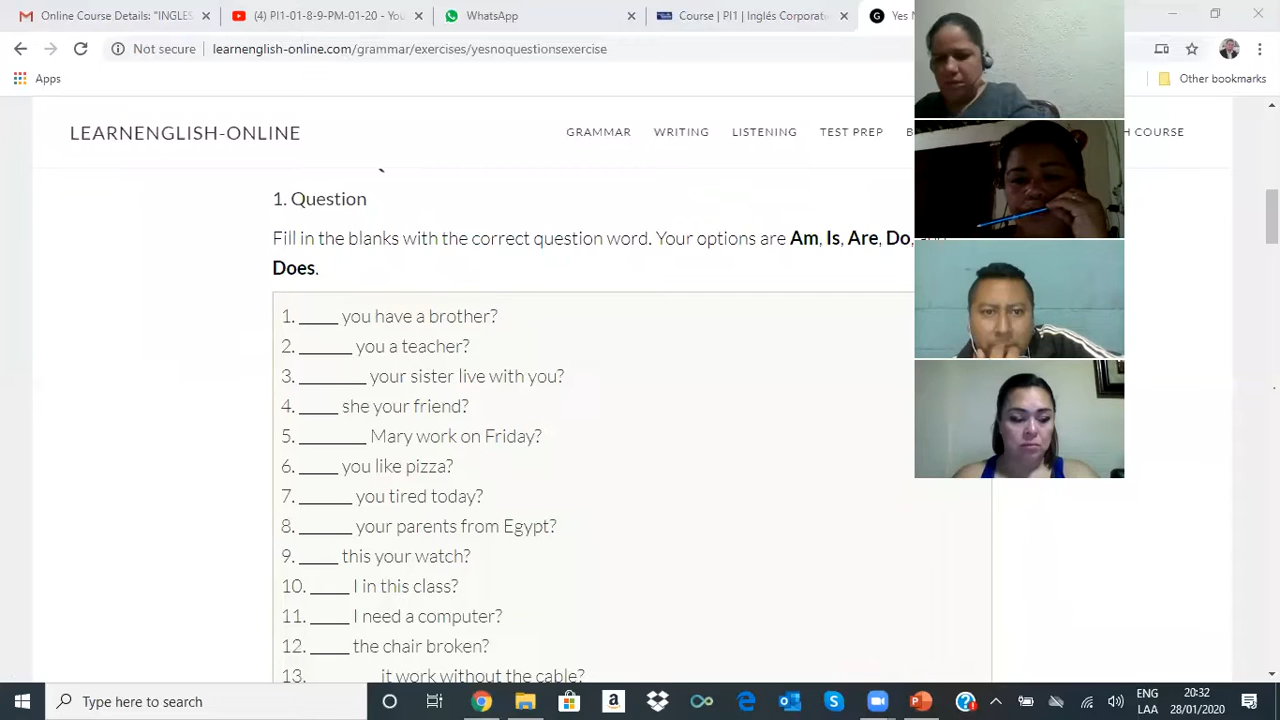 Online Course Details: "INGLES
(4) PI1-01-8-9-PM-01-20
WhatsApp
Course | PI1 | Inglés Corporat
Yes N
Not secure
learnenglish-online.com/grammar/exercises/yesnoquestionsexercise
Apps
Other bookmarks
LEARNENGLISH-ONLINE
GRAMMAR
WRITING
LISTENING
TEST PREP
H COURSE
1. Question
Fill in the blanks with the correct question word. Your options are Am, Is, Are, Do, and
Does.
1. _____ you have a brother?
2. _______ you a teacher?
3. _________ your sister live with you?
4. _____ she your friend?
5. _________ Mary work on Friday?
6. _____ you like pizza?
7. _______ you tired today?
8. _______ your parents from Egypt?
9. _____ this your watch?
10. _____ I in this class?
11. _____ I need a computer?
12. _____ the chair broken?
13. _________ it work without the cable?
Type here to search
ENG
LAA
20:32
28/01/2020